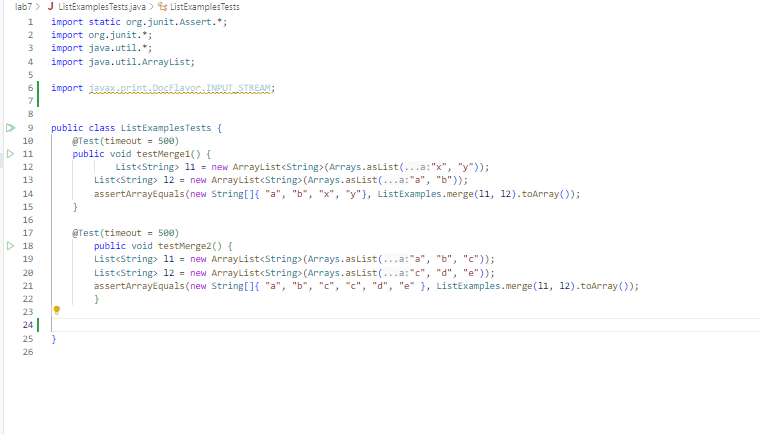 lab7 > J ListExamplesTests.java > ListExamplesTests
1 import static org.junit.Assert.*;
2 import org.junit.*;
3 import java.util.*;
4 import java.util.ArrayList;
5
6 import javax.print.DocFlavor.INPUT_STREAM;
7
8
9 public class ListExamplesTests {
10 @Test(timeout = 500)
11 public void testMerge1() {
12 List<String> l1 = new ArrayList<String>(Arrays.asList(...a:"x", "y"));
13 List<String> l2 = new ArrayList<String>(Arrays.asList(...a:"a", "b"));
14 assertArrayEquals(new String[]{ "a", "b", "x", "y"}, ListExamples.merge(l1, l2).toArray());
15 }
16
17 @Test(timeout = 500)
18 public void testMerge2() {
19 List<String> l1 = new ArrayList<String>(Arrays.asList(...a:"a", "b", "c"));
20 List<String> l2 = new ArrayList<String>(Arrays.asList(...a:"c", "d", "e"));
21 assertArrayEquals(new String[]{ "a", "b", "c", "c", "d", "e" }, ListExamples.merge(l1, l2).toArray());
22 }
23
24
25 }
26